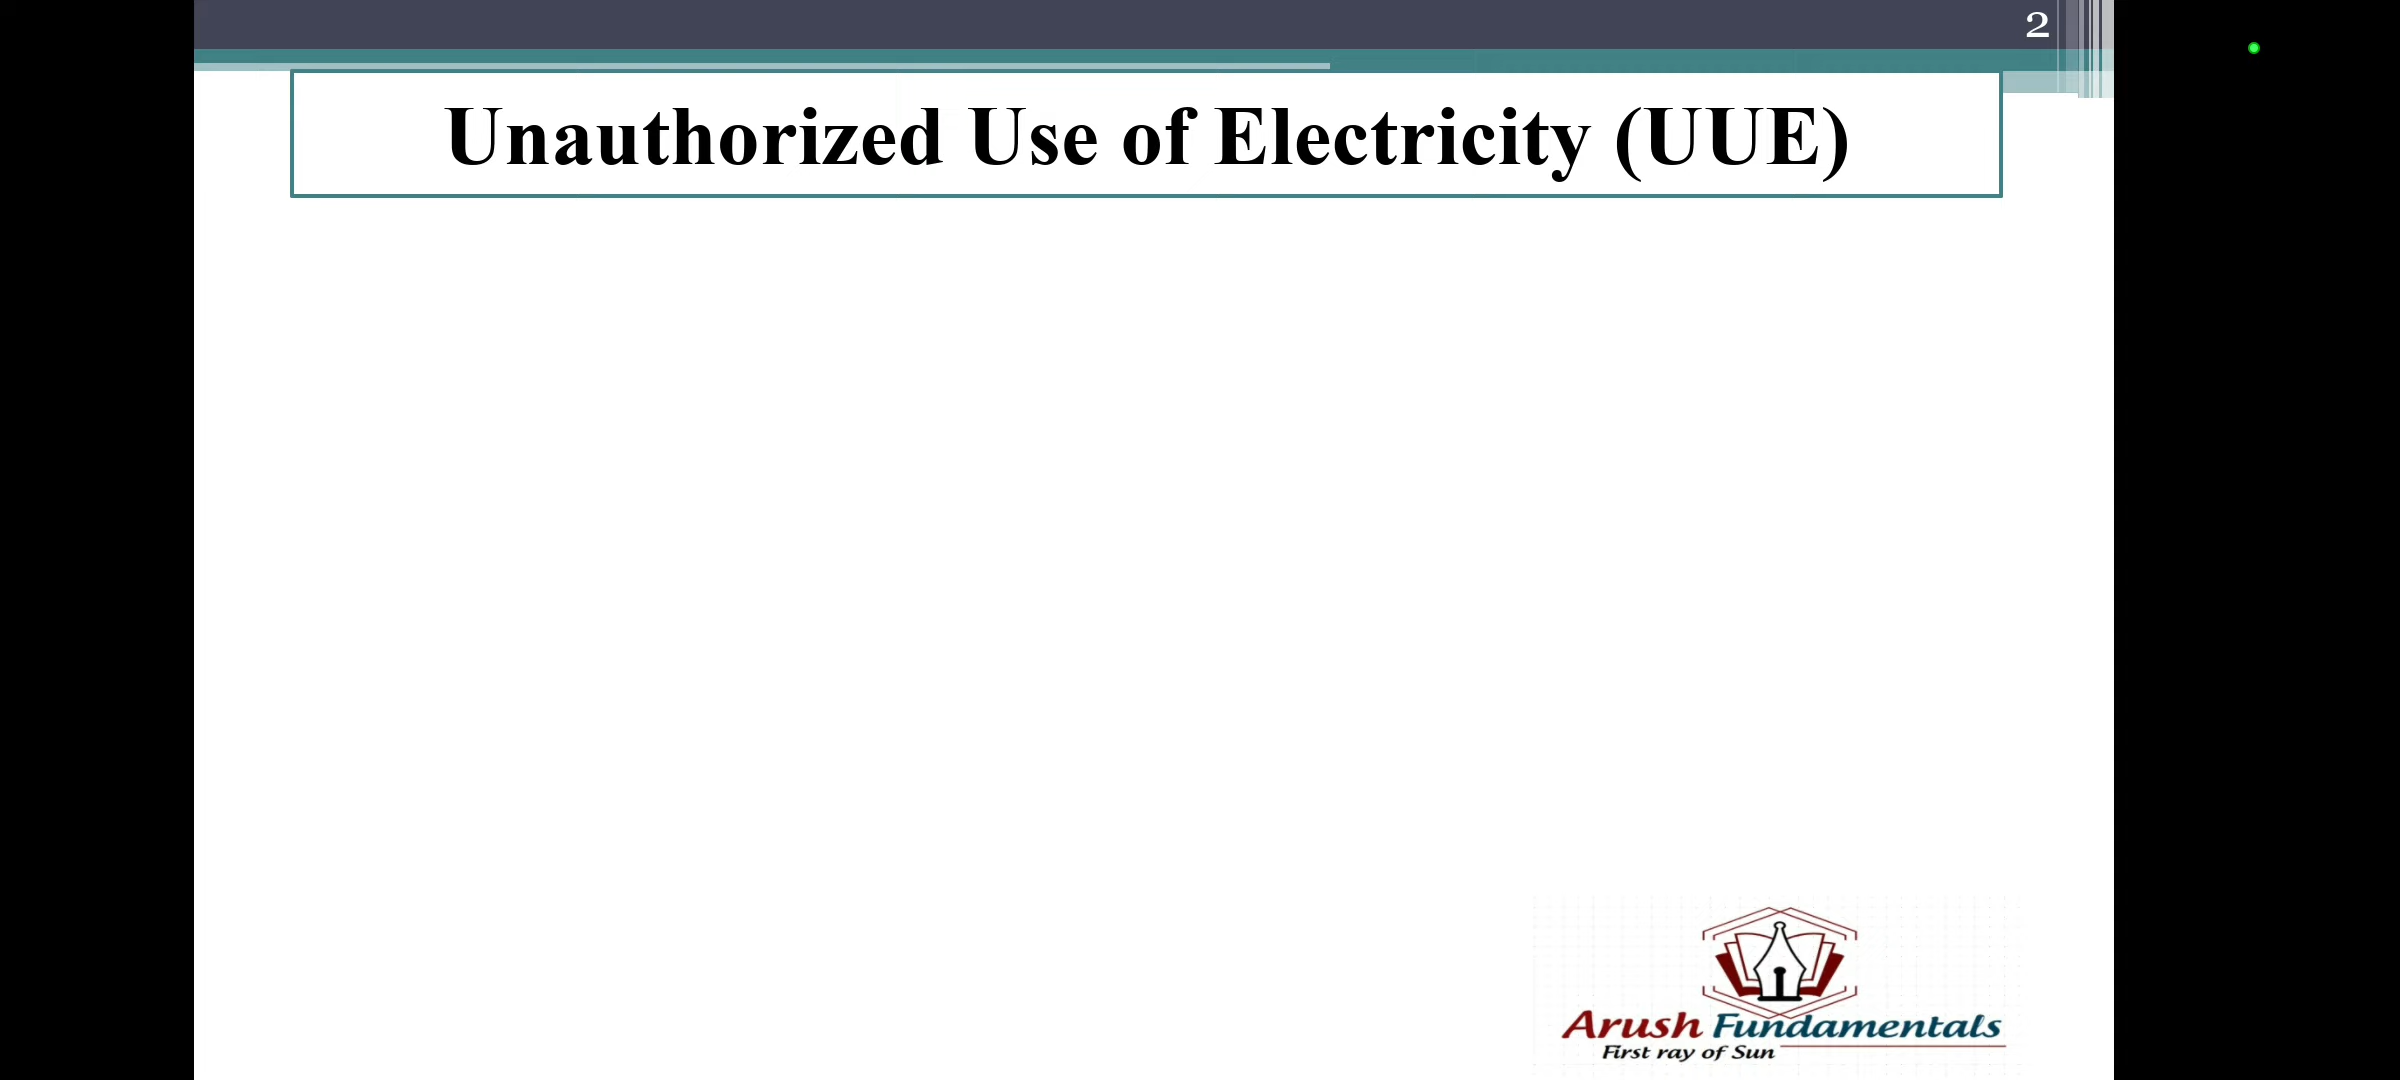 2
Unauthorized Use of Electricity (UUE)
Arush Fundamentals
First ray of Sun